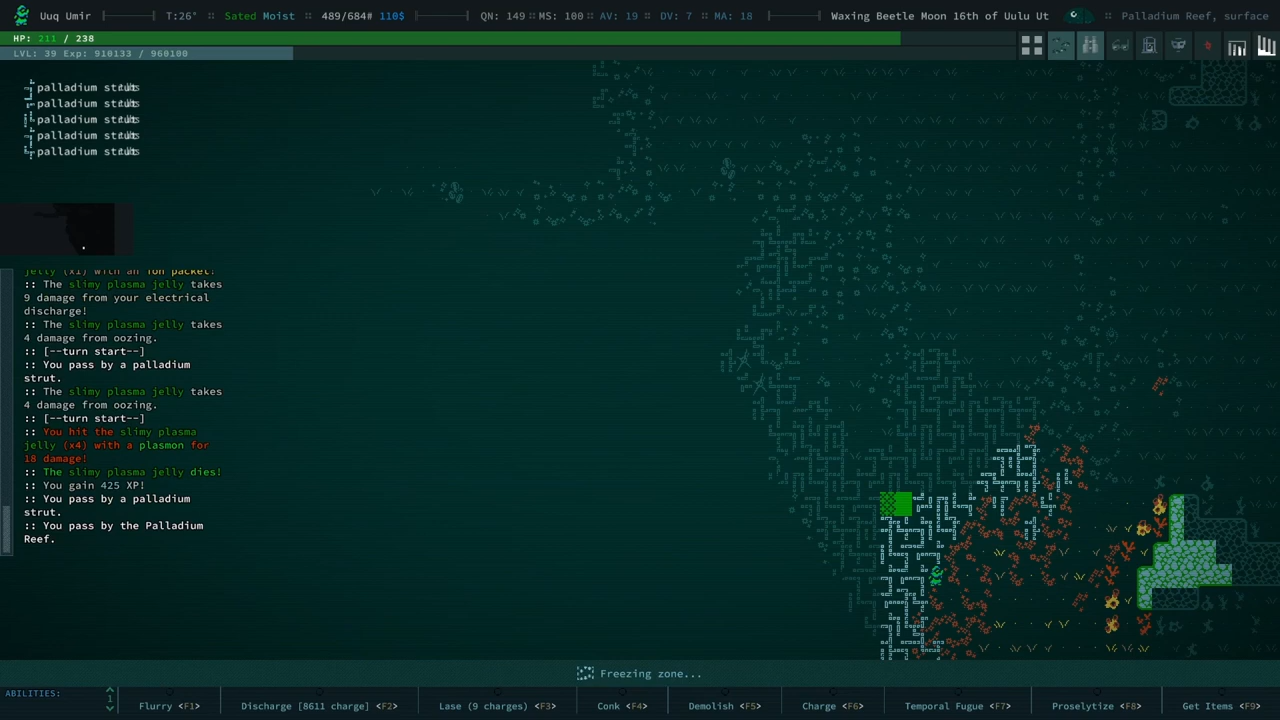 Uuq Umir T:26° :: Sated Moist :: 489/684# 110$ QN: 149 :: MS: 100 :: AV: 19 :: DV: 7 :: MA: 18 Waxing Beetle Moon 16th of Uulu Ut :: Palladium Reef, surface
HP: 211 / 238
LVL: 39 Exp: 910133 / 960100
palladium struts
palladium struts
palladium struts
palladium struts
palladium struts
jelly (x1) with an ion packet!
:: The slimy plasma jelly takes
9 damage from your electrical
discharge!
:: The slimy plasma jelly takes
4 damage from oozing.
:: [--turn start--]
:: You pass by a palladium
strut.
:: The slimy plasma jelly takes
4 damage from oozing.
:: [--turn start--]
:: You hit the slimy plasma
jelly (x4) with a plasmon for
18 damage!
:: The slimy plasma jelly dies!
:: You gain 425 XP!
:: You pass by a palladium
strut.
:: You pass by the Palladium
Reef.
Freezing zone...
ABILITIES: 1 Flurry <F1> Discharge [8611 charge] <F2> Lase (9 charges) <F3> Conk <F4> Demolish <F5> Charge <F6> Temporal Fugue <F7> Proselytize <F8> Get Items <F9>